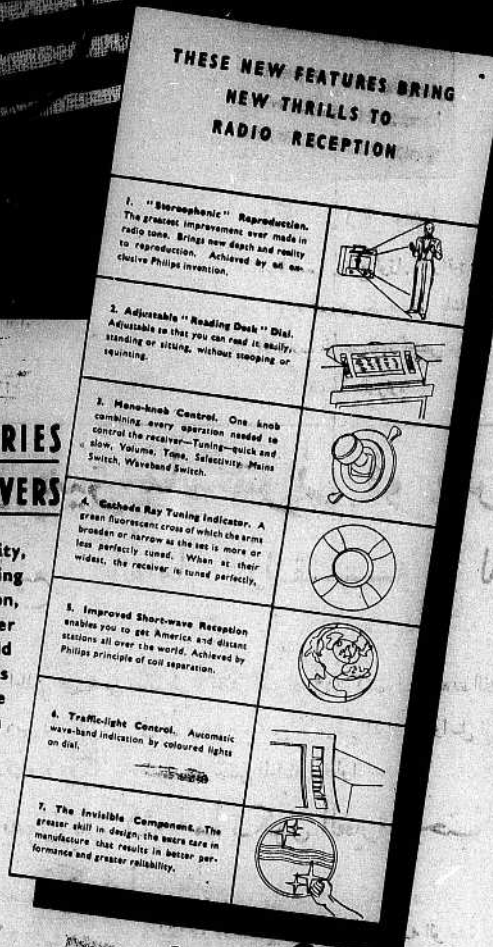 THESE NEW FEATURES BRING
NEW THRILLS TO
RADIO RECEPTION
1. "Stereophonic" Reproduction.
The greatest improvement ever made in
radio tone. Brings new depth and reality
to reproduction. Achieved by an ex-
clusive Philips invention.
2. Adjustable "Reading Desk" Dial.
Adjustable so that you can read it easily,
standing or sitting, without stooping or
squinting.
3. Mono-knob Control. One knob
combining every operation needed to
control the receiver—Tuning—quick and
slow, Volume, Tone, Selectivity, Mains
Switch, Waveband Switch.
4. Cathode Ray Tuning Indicator. A
green fluorescent cross of which the arms
broaden or narrow as the set is more or
less perfectly tuned. When at their
widest, the receiver is tuned perfectly.
5. Improved Short-wave Reception
enables you to get America and distant
stations all over the world. Achieved by
Philips principle of coil separation.
6. Traffic-light Control. Automatic
wave-band indication by coloured lights
on dial.
7. The Invisible Component. The
greater skill in design, the extra care in
manufacture that results in better per-
formance and greater reliability.
RIES
VERS
ity,
ing
on,
er
ld
s
e